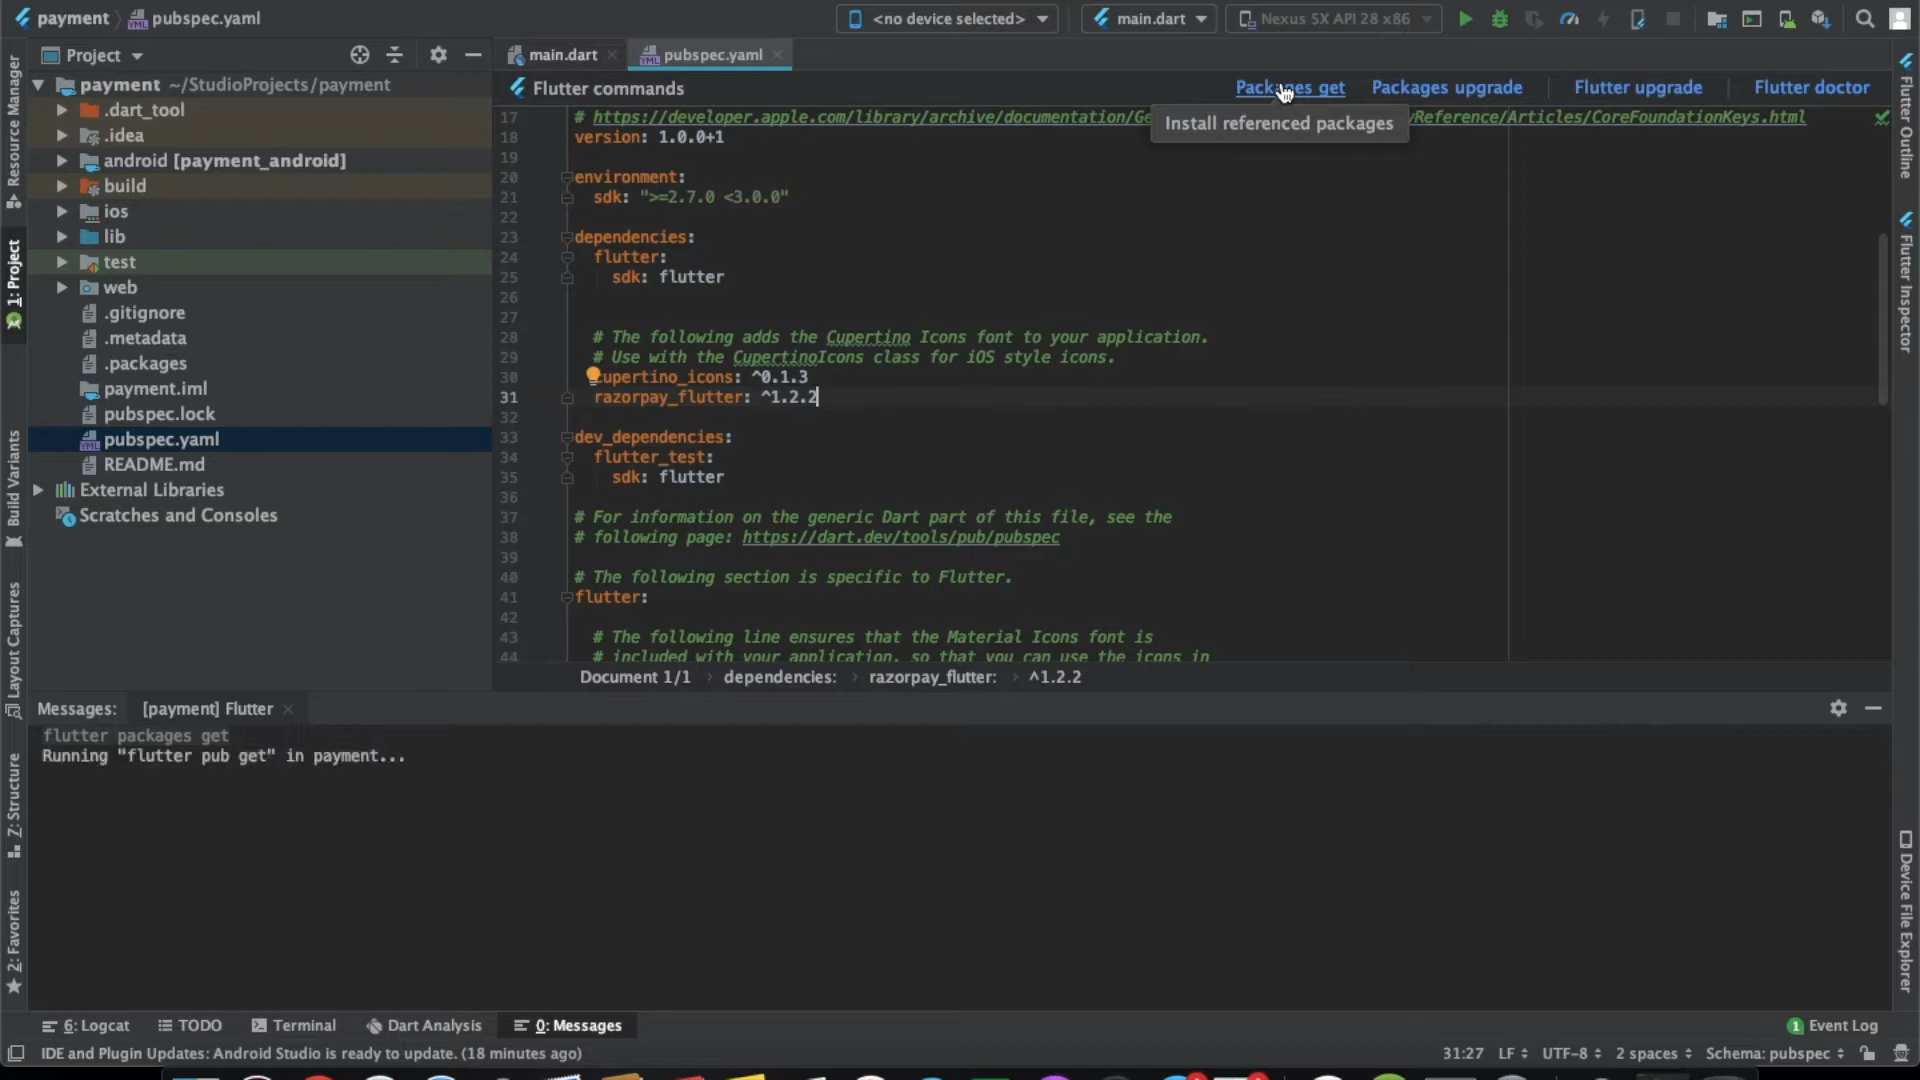 payment
pubspec.yaml
<no device selected>
main.dart
Nexus 5X API 28 x86
Project
main.dart
pubspec.yaml
Flutter commands
Packages get
Packages upgrade
Flutter upgrade
Flutter doctor
Install referenced packages
payment ~/StudioProjects/payment
.dart_tool
.idea
android [payment_android]
build
ios
lib
test
web
.gitignore
.metadata
.packages
payment.iml
pubspec.lock
pubspec.yaml
README.md
External Libraries
Scratches and Consoles
17 # https://developer.apple.com/library/archive/documentation/Ge /Reference/Articles/CoreFoundationKeys.html
18 version: 1.0.0+1
19
20 environment:
21 sdk: ">=2.7.0 <3.0.0"
22
23 dependencies:
24 flutter:
25 sdk: flutter
26
27
28 # The following adds the Cupertino Icons font to your application.
29 # Use with the CupertinoIcons class for iOS style icons.
30 cupertino_icons: ^0.1.3
31 razorpay_flutter: ^1.2.2
32
33 dev_dependencies:
34 flutter_test:
35 sdk: flutter
36
37 # For information on the generic Dart part of this file, see the
38 # following page: https://dart.dev/tools/pub/pubspec
39
40 # The following section is specific to Flutter.
41 flutter:
42
43 # The following line ensures that the Material Icons font is
44 # included with your application, so that you can use the icons in
Document 1/1 › dependencies: › razorpay_flutter: › ^1.2.2
Messages: [payment] Flutter
flutter packages get
Running "flutter pub get" in payment...
Resource Manager
1: Project
Build Variants
Layout Captures
Z: Structure
2: Favorites
Flutter Outline
Flutter Inspector
Device File Explorer
6: Logcat
TODO
Terminal
Dart Analysis
0: Messages
1 Event Log
IDE and Plugin Updates: Android Studio is ready to update. (18 minutes ago)
31:27 LF UTF-8 2 spaces Schema: pubspec